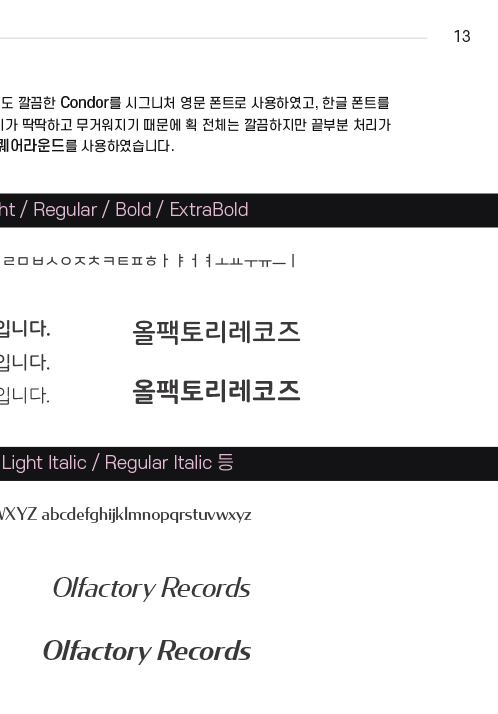 13
도 깔끔한 Condor를 시그니처 영문 폰트로 사용하였고, 한글 폰트를
가 딱딱하고 무거워지기 때문에 획 전체는 깔끔하지만 끝부분 처리가
퀘어라운드를 사용하였습니다.
ht / Regular / Bold / ExtraBold
ㄹㅁㅂㅅㅇㅈㅊㅋㅌㅍㅎㅏㅑㅓㅕㅗㅛㅜㅠㅡㅣ
입니다.
올팩토리레코즈
입니다.
입니다.
올팩토리레코즈
Light Italic / Regular Italic 등
WXYZ abcdefghijklmnopqrstuvwxyz
Olfactory Records
Olfactory Records